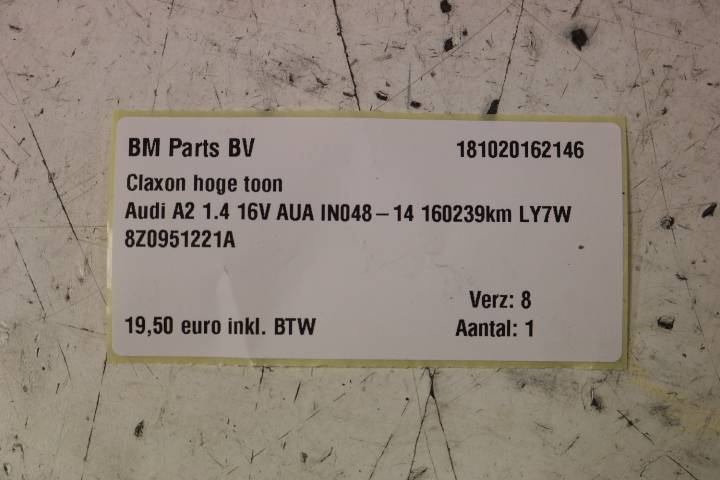 BM Parts BV 181020162146
Claxon hoge toon
Audi A2 1.4 16V AUA IN048-14 160239km LY7W
8Z0951221A
Verz: 8
19,50 euro inkl. BTW Aantal: 1